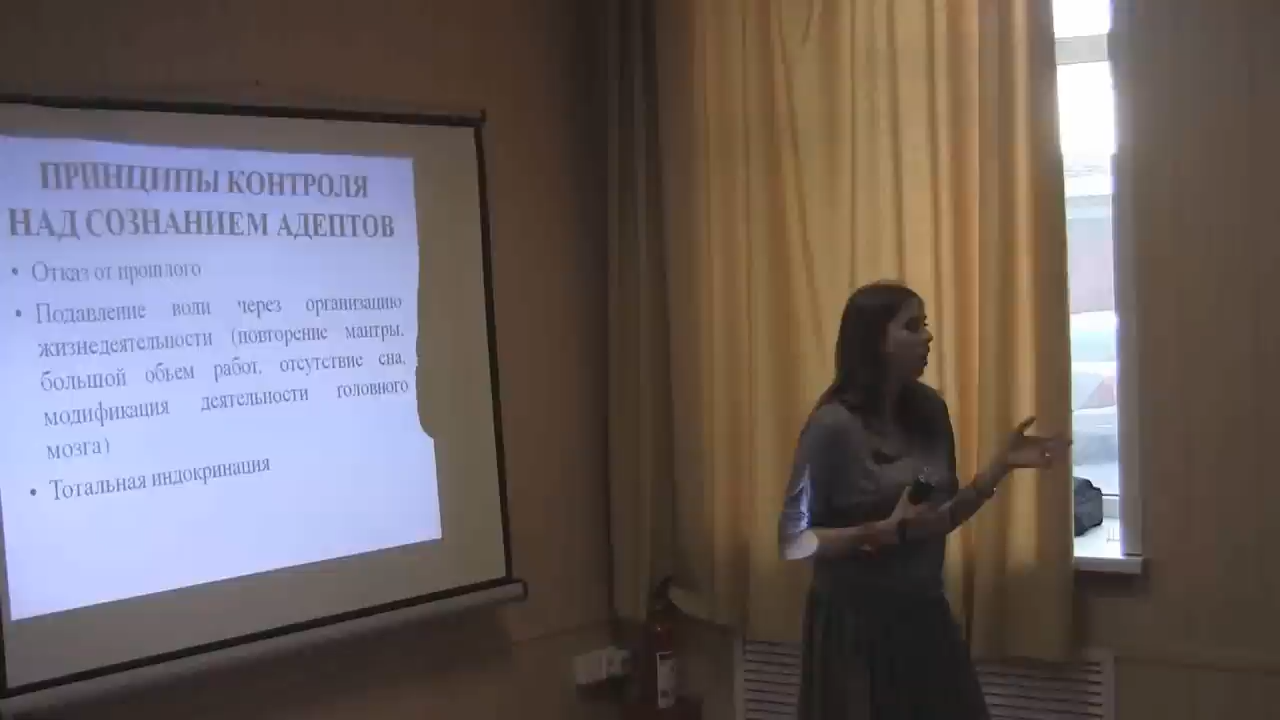 ПРИНЦИПЫ КОНТРОЛЯ
НАД СОЗНАНИЕМ АДЕПТОВ
• Отказ от прошлого
• Подавление воли через организацию
жизнедеятельности (повторение мантры,
большой объем работ, отсутствие сна,
модификация деятельности головного
мозга)
• Тотальная индокринация